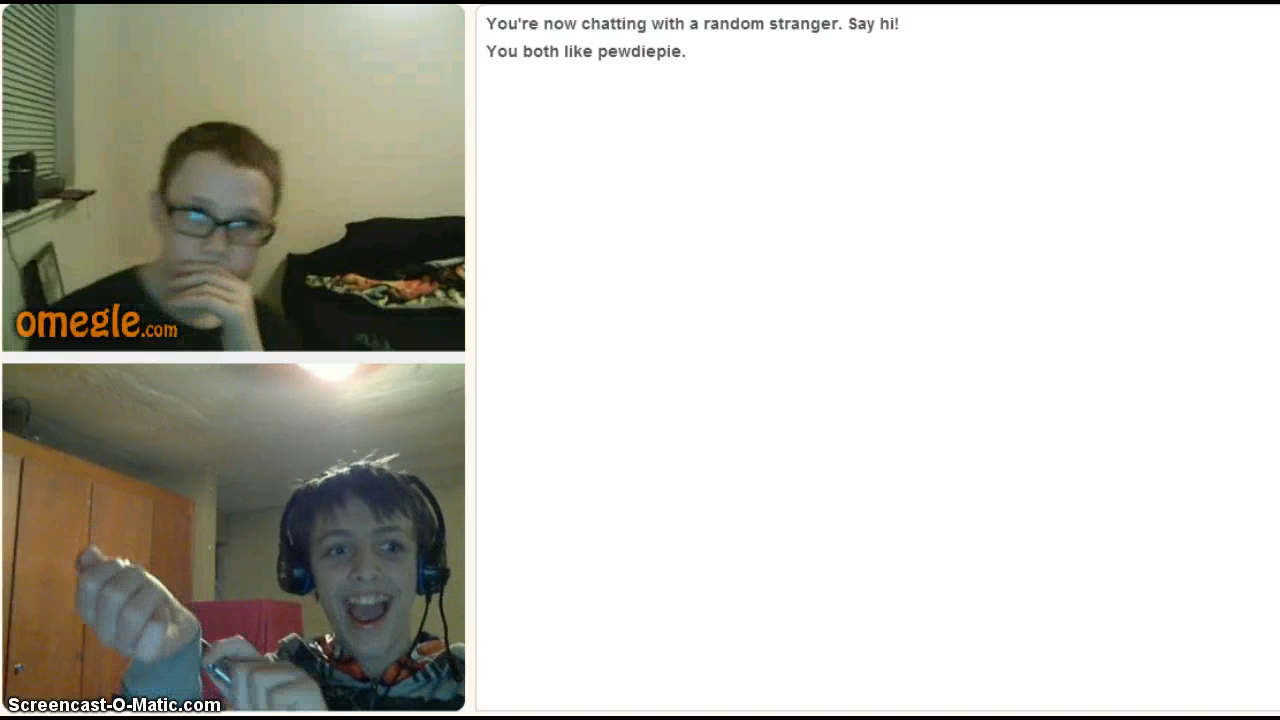 You're now chatting with a random stranger. Say hi!
You both like pewdiepie.
omegle.com
Screencast-O-Matic.com